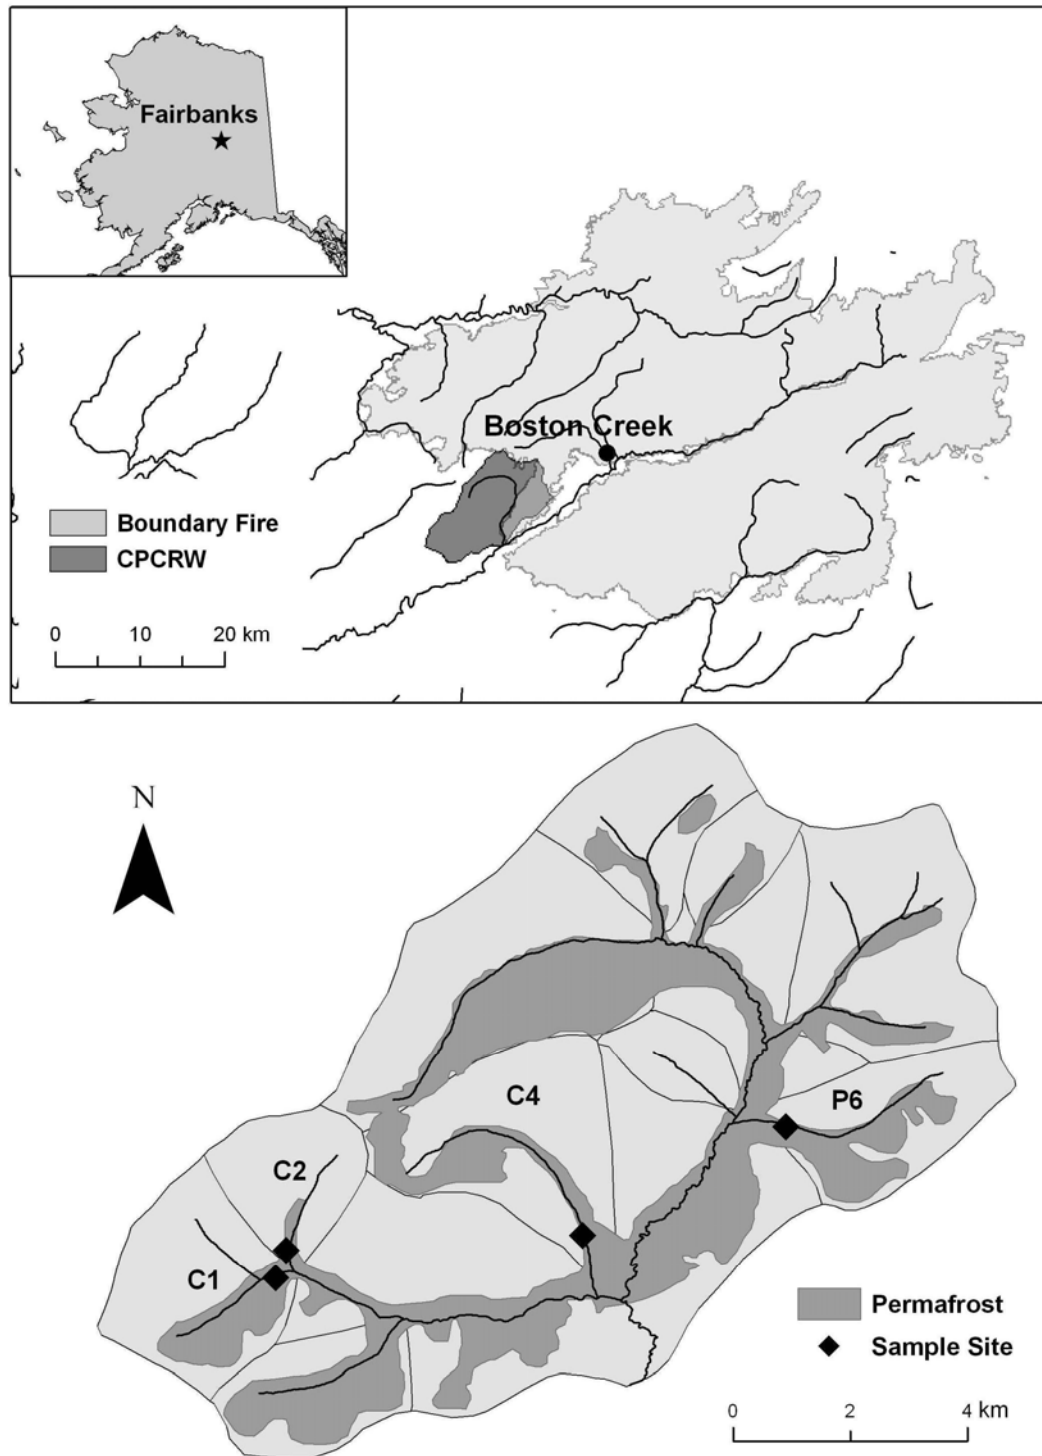 Fairbanks
Boston Creek
Boundary Fire
CPCRW
0 10 20 km
N
C4
P6
C2
C1
Permafrost
Sample Site
0 2 4 km